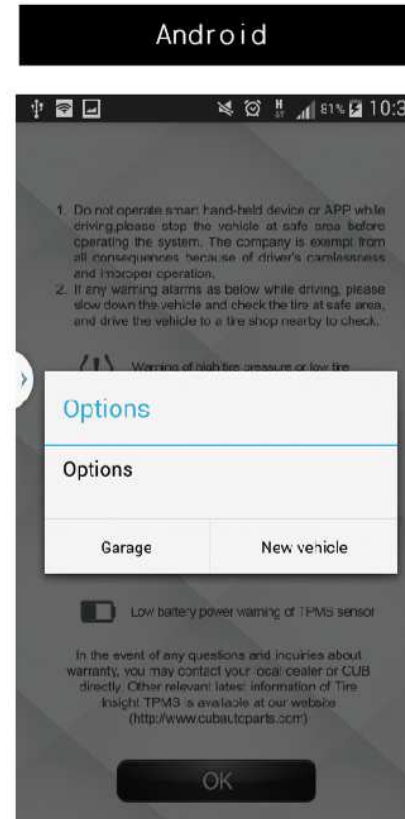 Android
81% 10:3
1. Do not operate smart hand-held device or APP while
driving,please stop the vehicle at safe area before
operating the system. The company is exempt from
all consequences because of driver's carelessness
and improper operation.
2. If any warning alarms as below while driving, please
slow down the vehicle and check the tire at safe area,
and drive the vehicle to a tire shop nearby to check.
Warning of high tire pressure or low tire
Options
Options
Garage New vehicle
Low battery power warning of TPMS sensor
In the event of any questions and inquiries about
warranty, you may contact your local dealer or CUB
directly. Other relevant latest information of Tire
Insight TPMS is available at our website
(http://www.cubautoparts.com)
OK